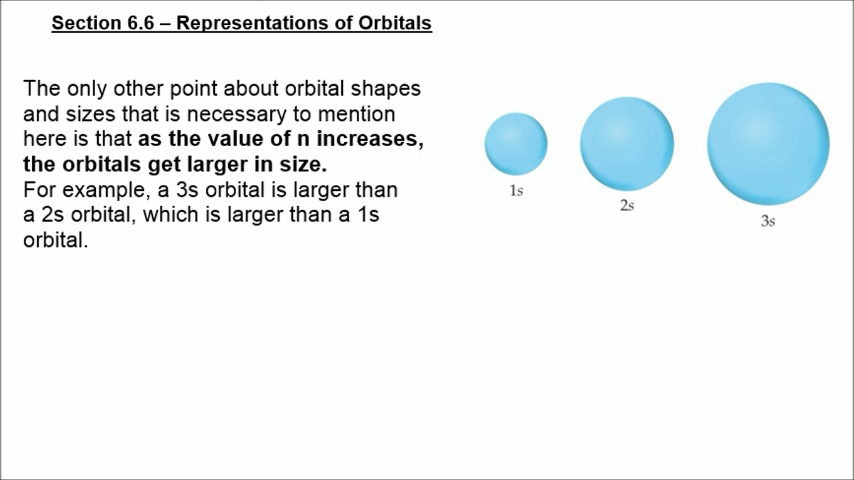 Section 6.6 – Representations of Orbitals
The only other point about orbital shapes
and sizes that is necessary to mention
here is that as the value of n increases,
the orbitals get larger in size.
For example, a 3s orbital is larger than
a 2s orbital, which is larger than a 1s
orbital.
1s
2s
3s